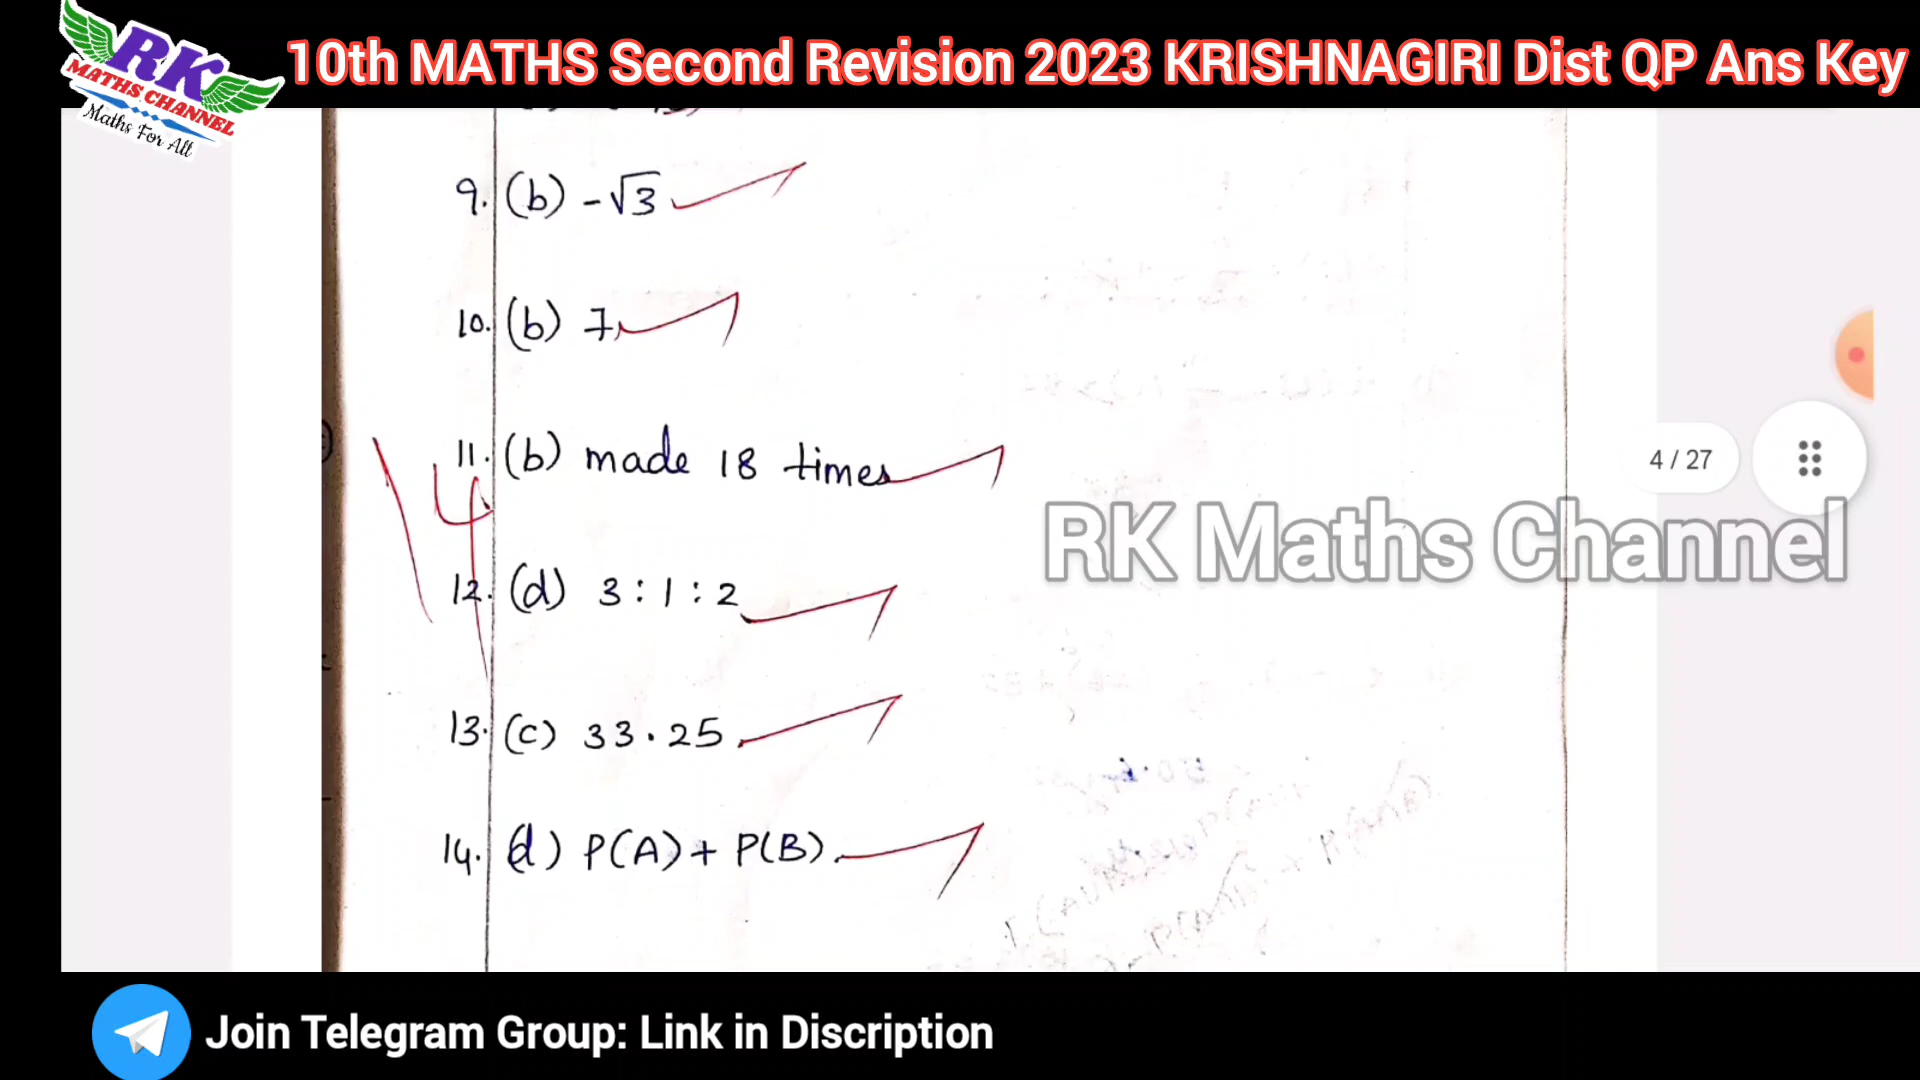 RK
MATHS CHANNEL
Maths For All
10th MATHS Second Revision 2023 KRISHNAGIRI Dist QP Ans Key
9. (b) -√3
10. (b) 7
11. (b) made 18 times
14
12. (d) 3 : 1 : 2
13. (c) 33.25
14. (d) P(A) + P(B)
4 / 27
RK Maths Channel
Join Telegram Group: Link in Discription